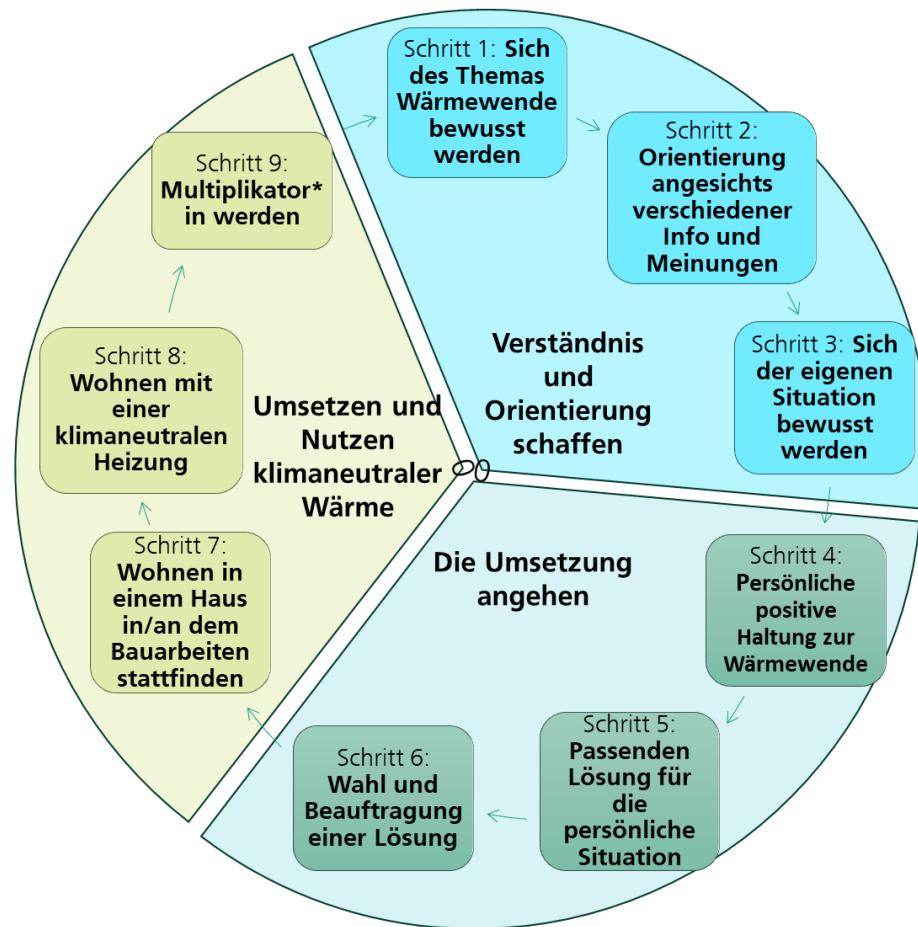 Schritt 1: Sich
des Themas
Wärmewende
bewusst
werden
Schritt 2:
Orientierung
angesichts
verschiedener
Info und
Meinungen
Schritt 3: Sich
der eigenen
Situation
bewusst
werden
Verständnis
und
Orientierung
schaffen
Schritt 4:
Persönliche
positive
Haltung zur
Wärmewende
Schritt 5:
Passenden
Lösung für
die
persönliche
Situation
Schritt 6:
Wahl und
Beauftragung
einer Lösung
Die Umsetzung
angehen
Schritt 7:
Wohnen in
einem Haus
in/an dem
Bauarbeiten
stattfinden
Schritt 8:
Wohnen mit
einer
klimaneutralen
Heizung
Schritt 9:
Multiplikator*
in werden
Umsetzen und
Nutzen
klimaneutraler
Wärme